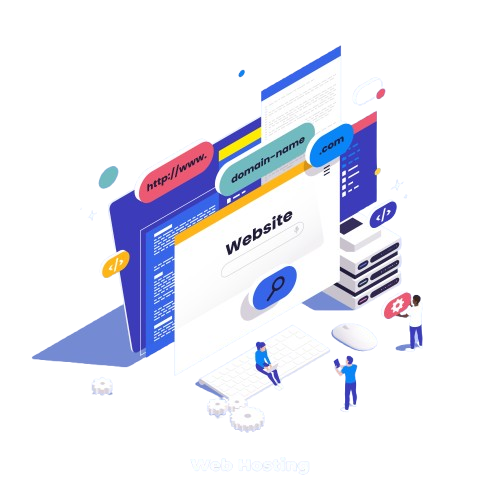 http://www.
domain-name
.com
Website
</>
</>
Web Hosting